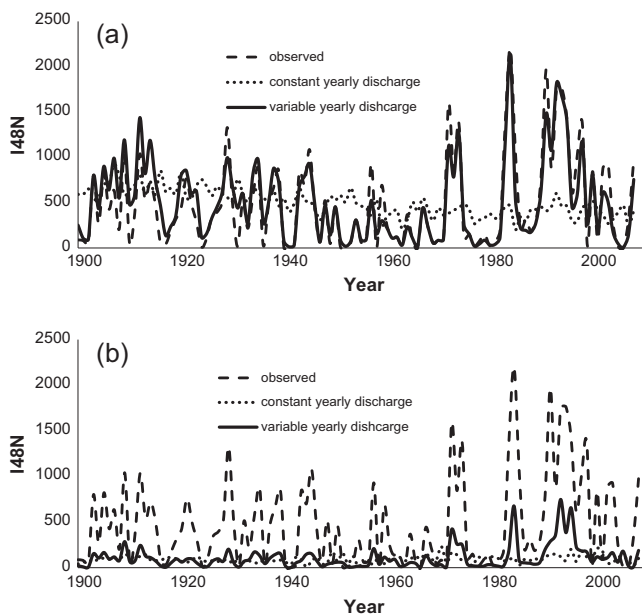 (a)
2500
2000
1500
1000
500
0
I48N
observed
constant yearly discharge
variable yearly dishcarge
1900 1920 1940 1960 1980 2000
Year
(b)
2500
2000
1500
1000
500
0
I48N
observed
constant yearly discharge
variable yearly dishcarge
1900 1920 1940 1960 1980 2000
Year